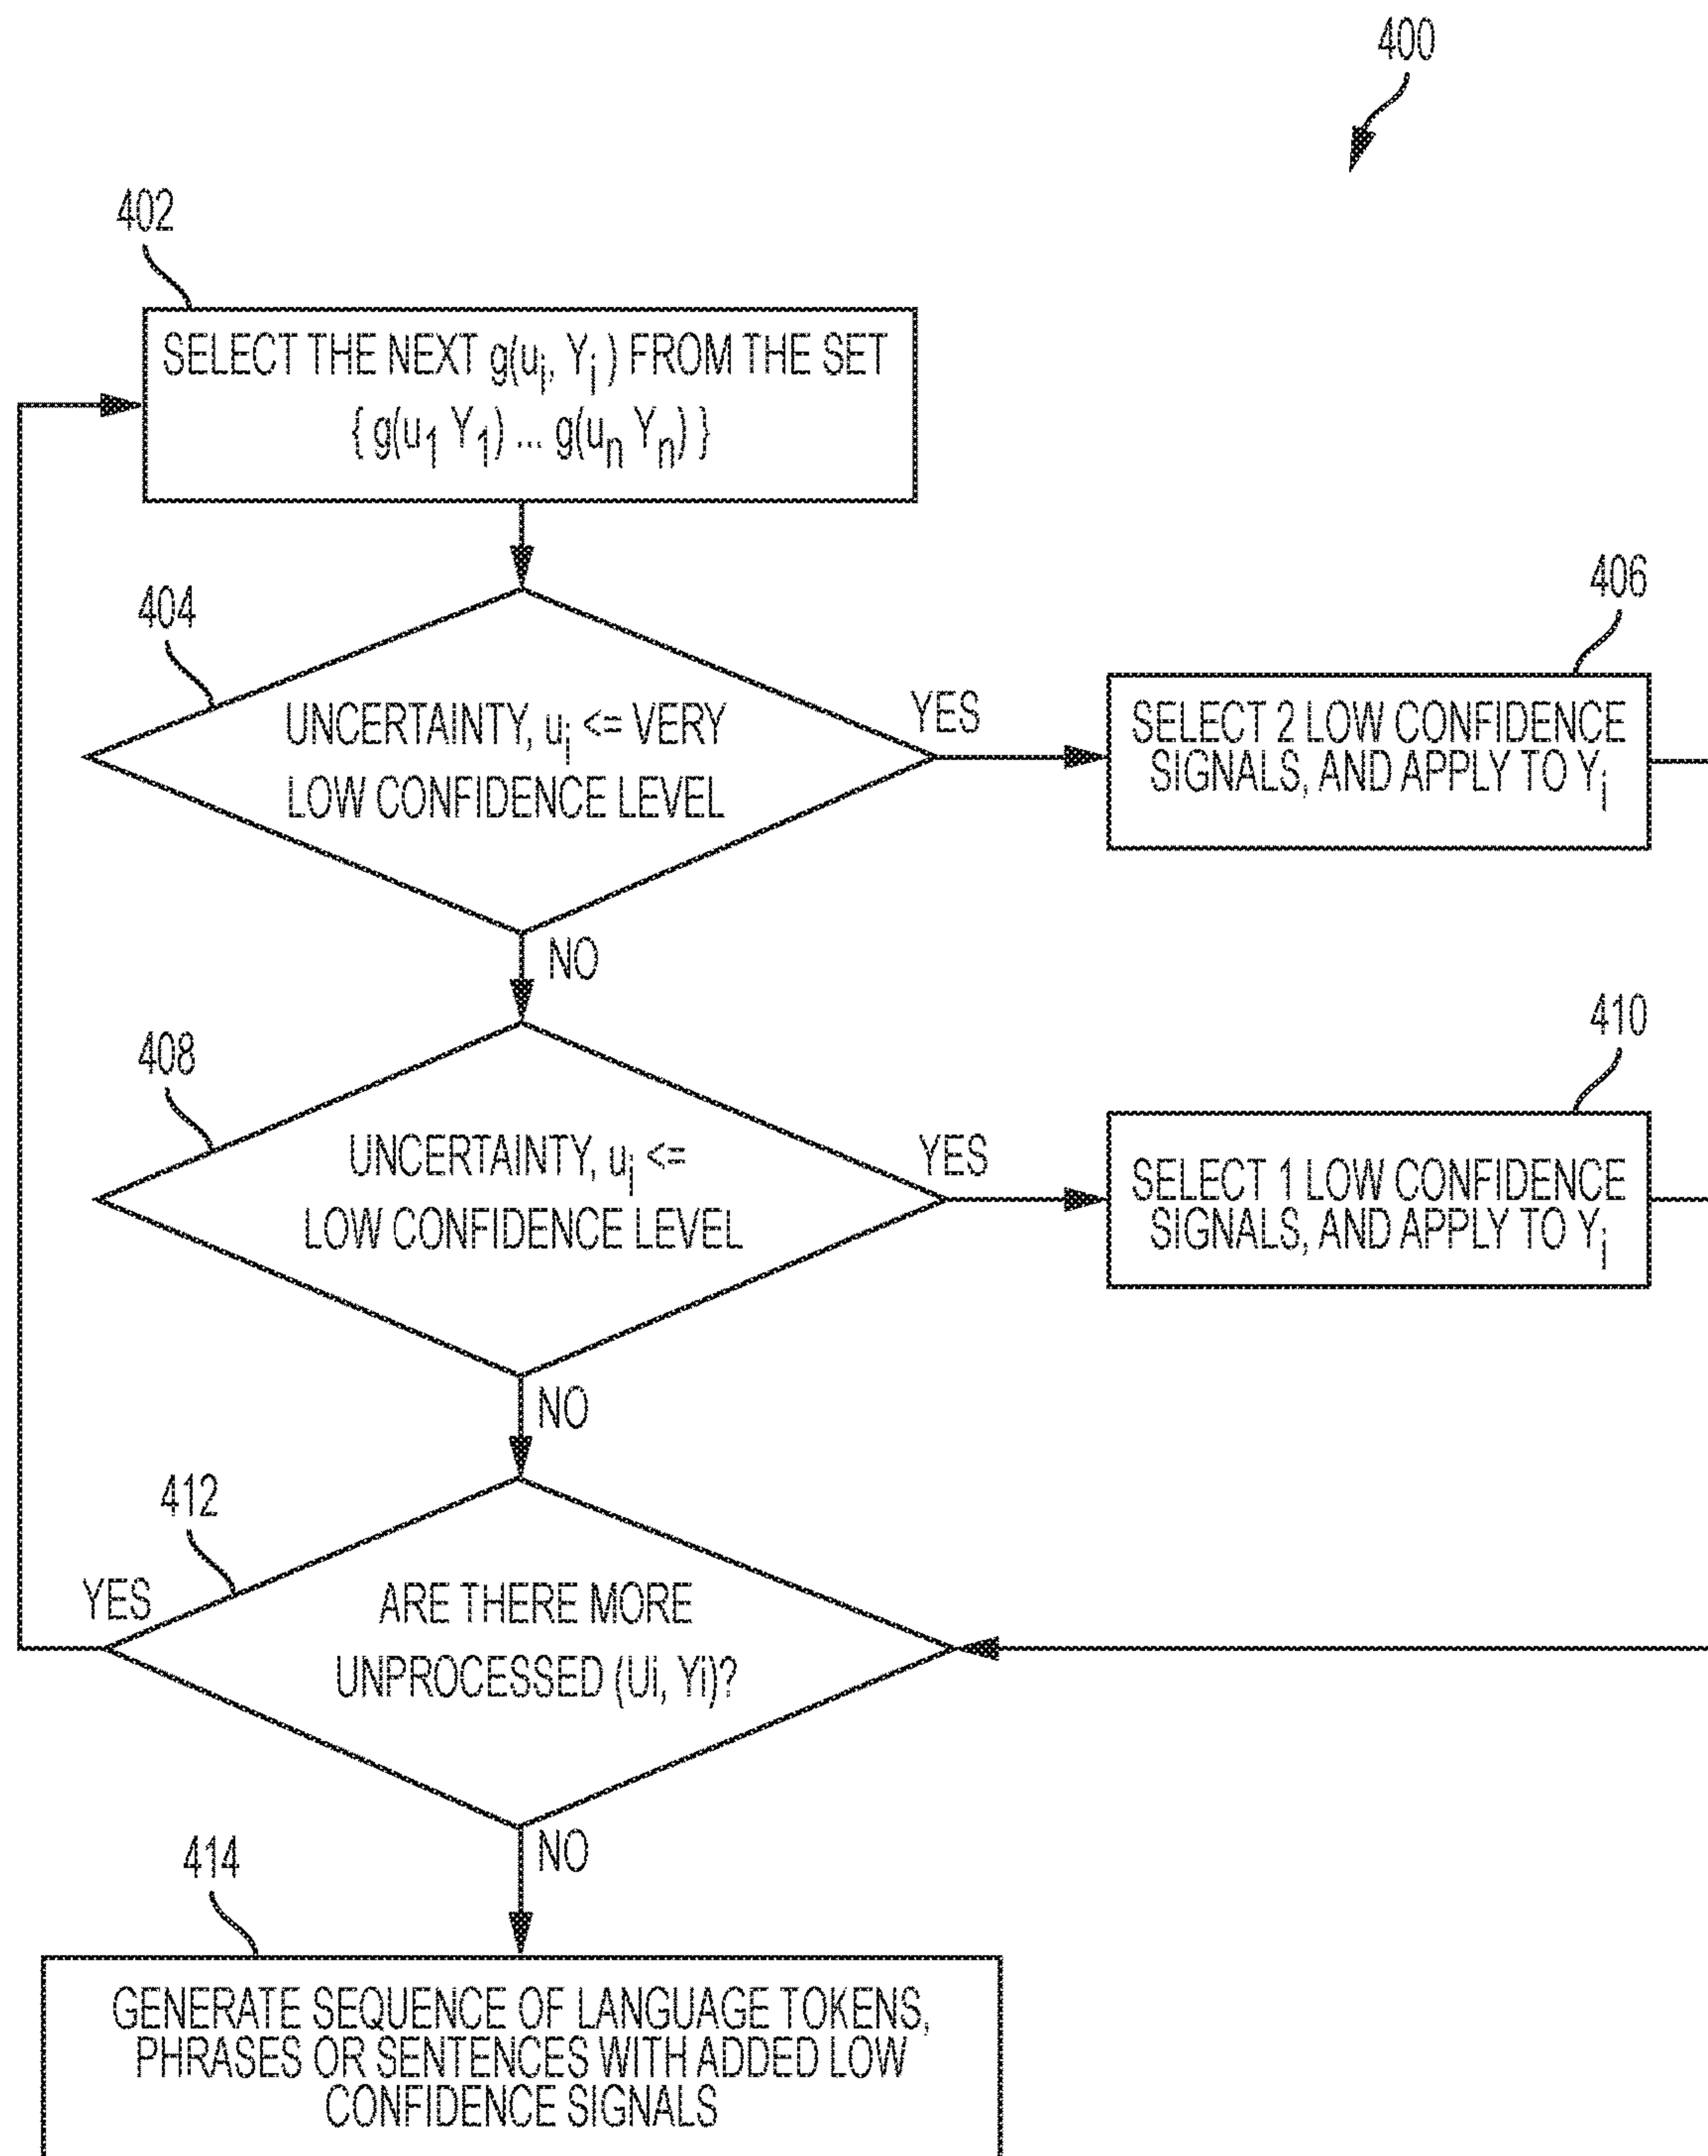 400
402
SELECT THE NEXT g(ui, Yi) FROM THE SET
{ g(u1 Y1) ... g(un Yn) }
404
UNCERTAINTY, ui <= VERY
LOW CONFIDENCE LEVEL
YES
406
SELECT 2 LOW CONFIDENCE
SIGNALS, AND APPLY TO Yi
NO
408
UNCERTAINTY, ui <=
LOW CONFIDENCE LEVEL
YES
410
SELECT 1 LOW CONFIDENCE
SIGNALS, AND APPLY TO Yi
NO
412
YES
ARE THERE MORE
UNPROCESSED (Ui, Yi)?
NO
414
GENERATE SEQUENCE OF LANGUAGE TOKENS,
PHRASES OR SENTENCES WITH ADDED LOW
CONFIDENCE SIGNALS